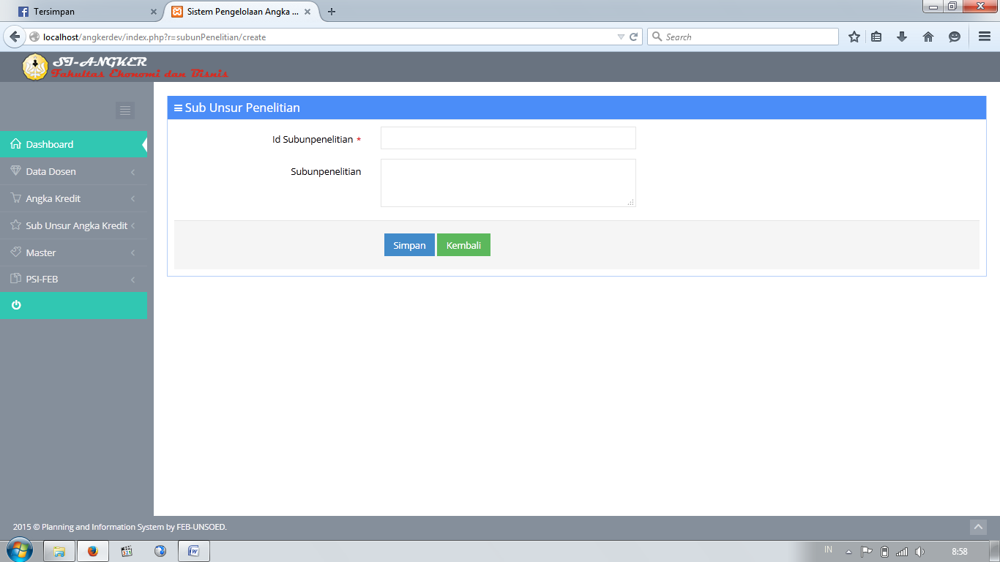 Tersimpan
Sistem Pengelolaan Angka ...
localhost/angkerdev/index.php?r=subunPenelitian/create
Search
SI-ANGKER
Fakultas Ekonomi dan Bisnis
Sub Unsur Penelitian
Id Subunpenelitian *
Subunpenelitian
Simpan Kembali
Dashboard
Data Dosen
Angka Kredit
Sub Unsur Angka Kredit
Master
PSI-FEB
2015 © Planning and Information System by FEB-UNSOED.
321
IN
8:58